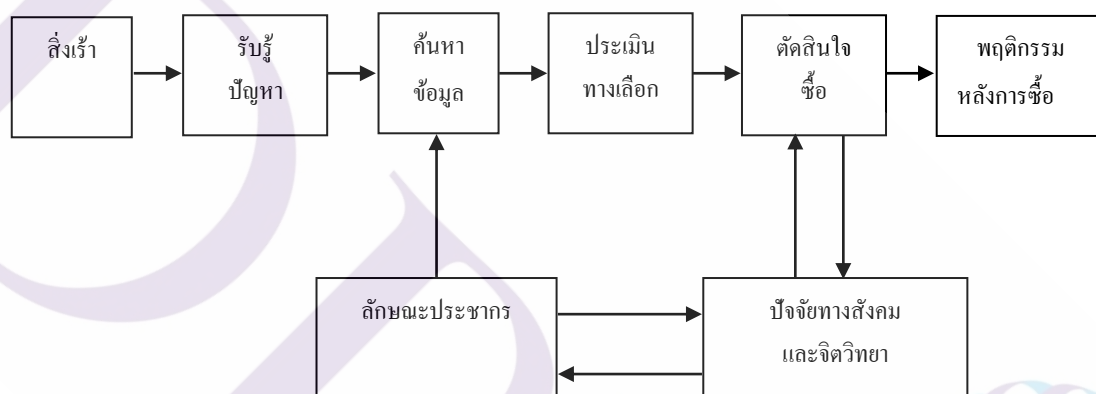 สิ่งเร้า
รับรู้
ปัญหา
ค้นหา
ข้อมูล
ประเมิน
ทางเลือก
ตัดสินใจ
ซื้อ
พฤติกรรม
หลังการซื้อ
ลักษณะประชากร
ปัจจัยทางสังคม
และจิตวิทยา